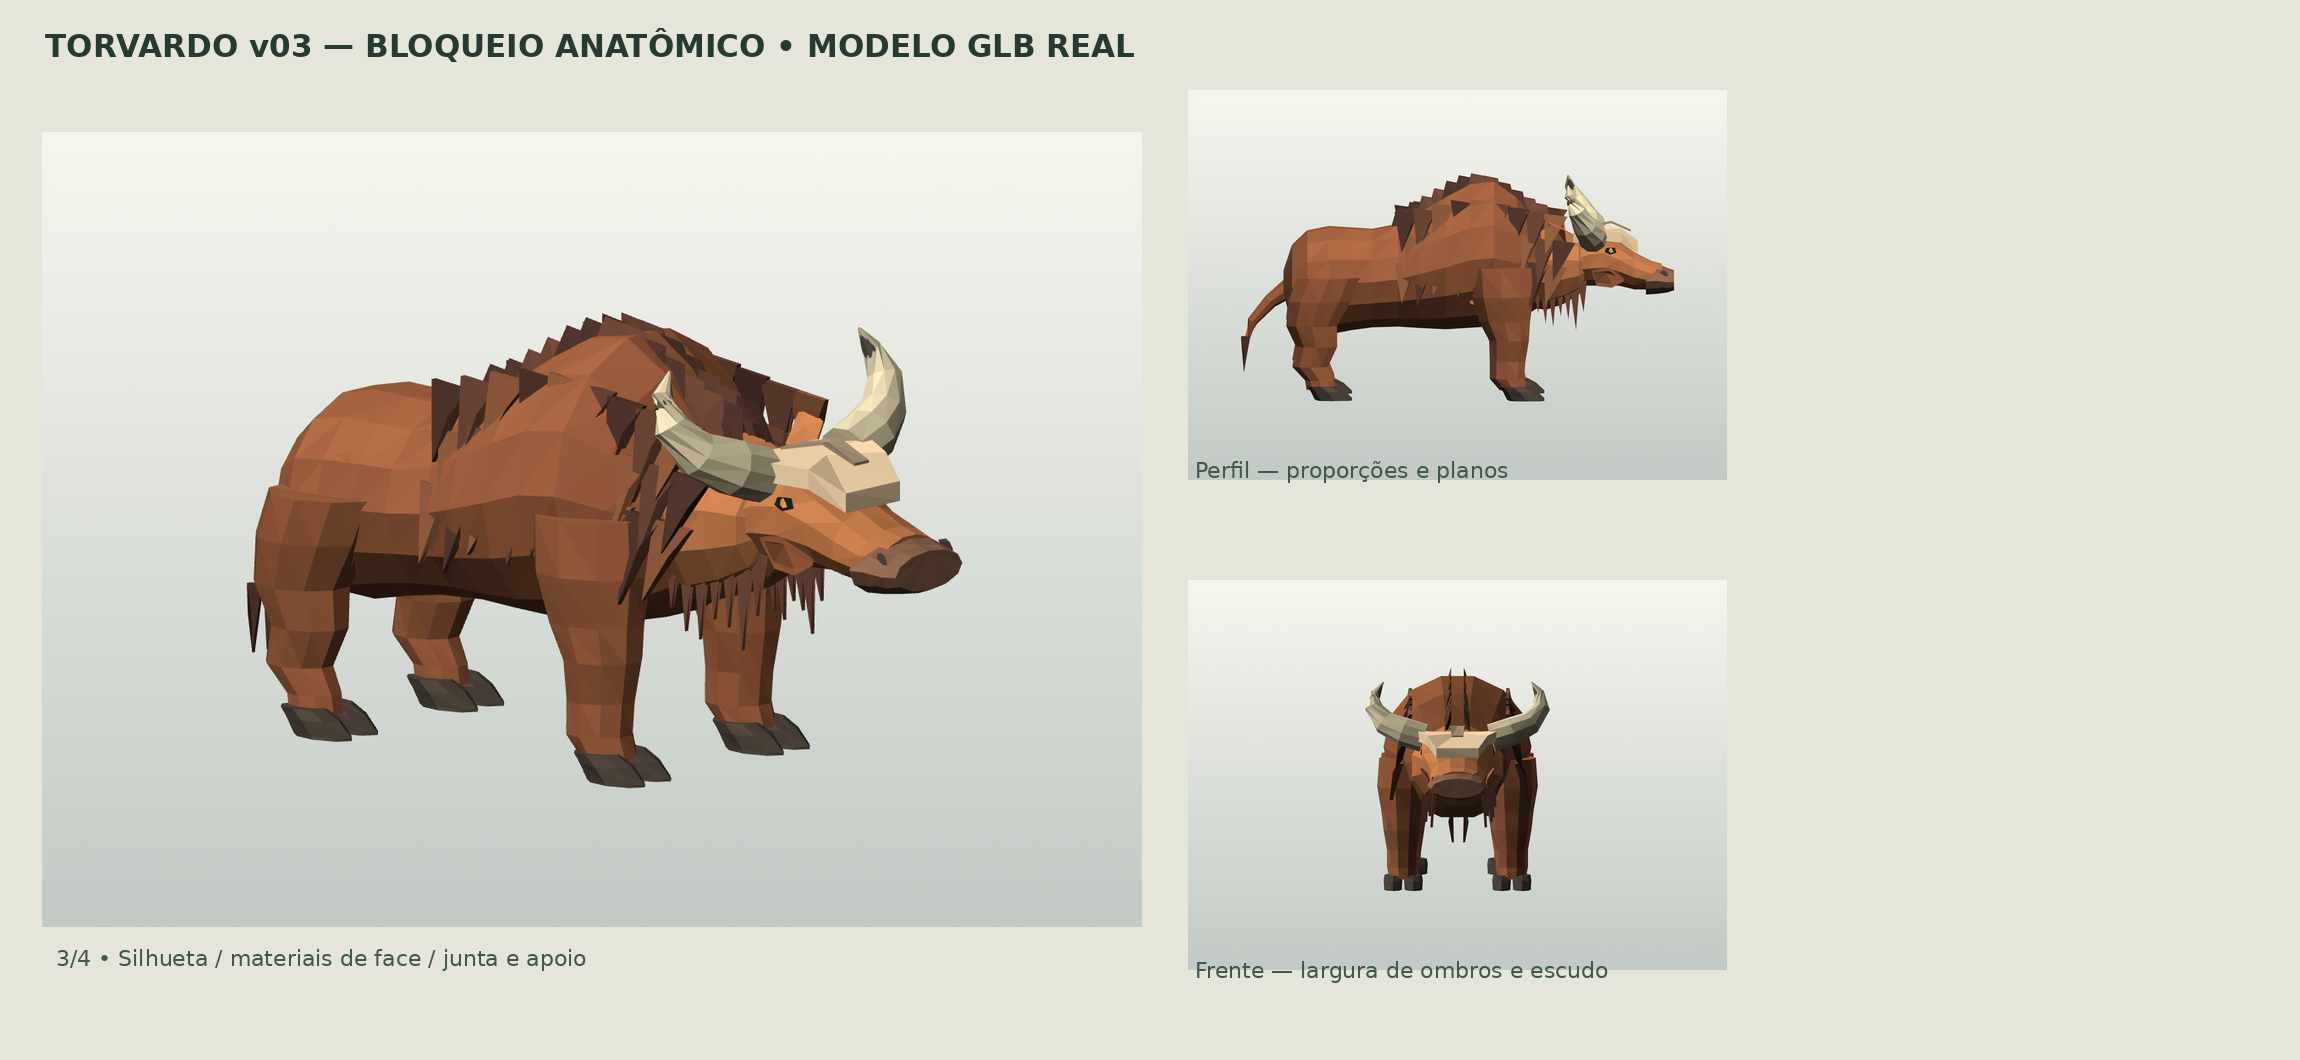 TORVARDO v03 — BLOQUEIO ANATÔMICO • MODELO GLB REAL
Perfil — proporções e planos
3/4 • Silhueta / materiais de face / junta e apoio
Frente — largura de ombros e escudo